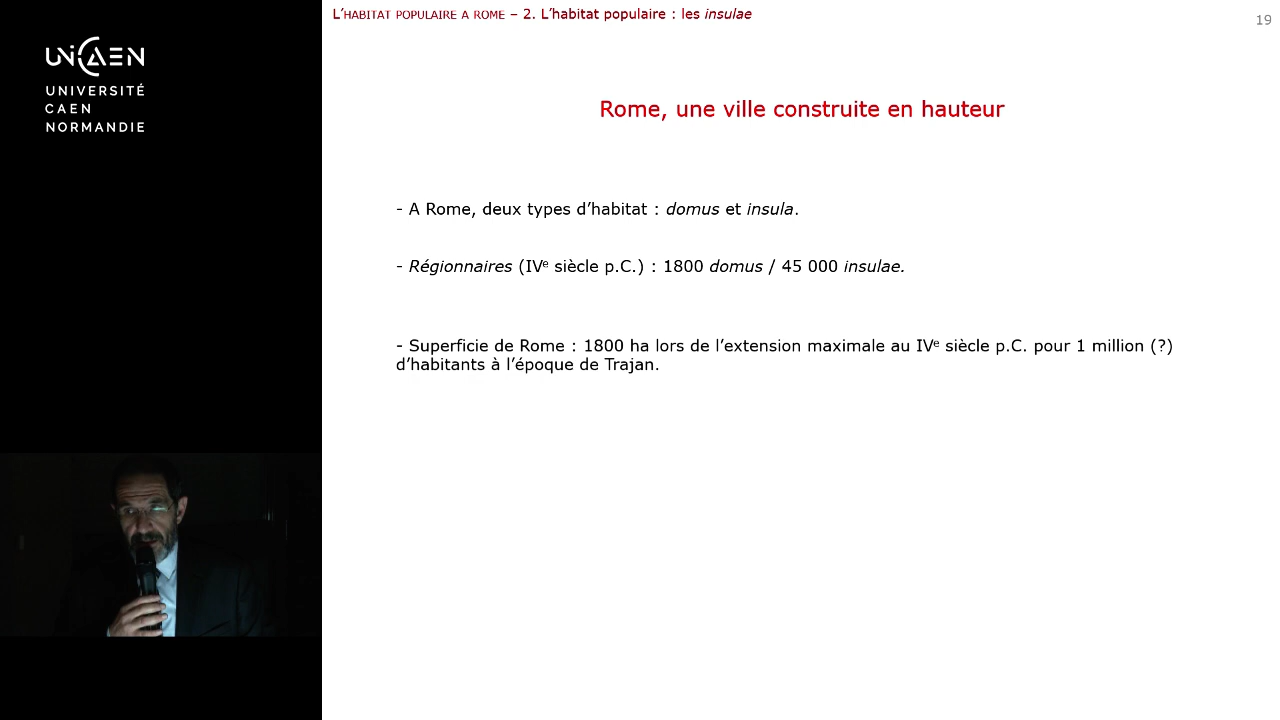 UNICAEN
UNIVERSITÉ
CAEN
NORMANDIE
L’HABITAT POPULAIRE A ROME – 2. L’habitat populaire : les insulae
19
Rome, une ville construite en hauteur
- A Rome, deux types d’habitat : domus et insula.
- Régionnaires (IVe siècle p.C.) : 1800 domus / 45 000 insulae.
- Superficie de Rome : 1800 ha lors de l’extension maximale au IVe siècle p.C. pour 1 million (?)
d’habitants à l’époque de Trajan.